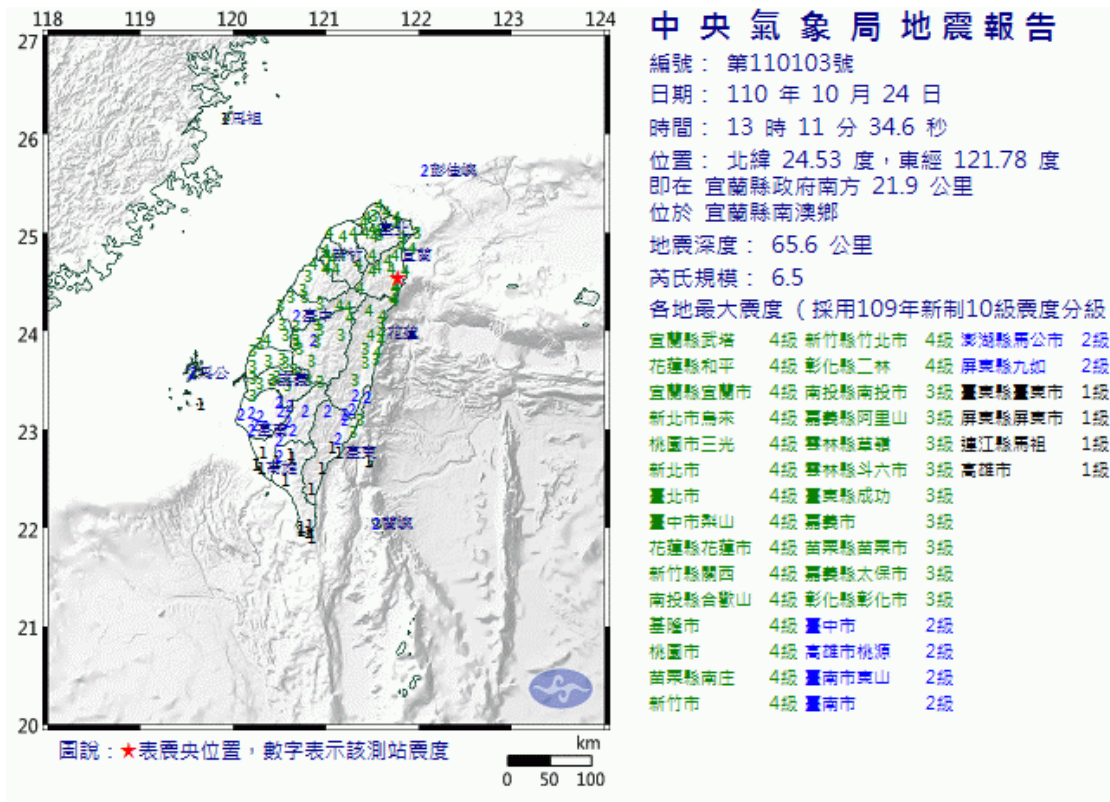 中央氣象局地震報告
編號： 第110103號
日期： 110 年 10 月 24 日
時間： 13 時 11 分 34.6 秒
位置： 北緯 24.53 度，東經 121.78 度
即在 宜蘭縣政府南方 21.9 公里
位於 宜蘭縣南澳鄉
地震深度： 65.6 公里
芮氏規模： 6.5
各地最大震度 ( 採用109年新制10級震度分級
宜蘭縣武塔 4級 新竹縣竹北市 4級 澎湖縣馬公市 2級
花蓮縣和平 4級 彰化縣二林 4級 屏東縣九如 2級
宜蘭縣宜蘭市 4級 南投縣南投市 3級 臺東縣臺東市 1級
新北市烏來 4級 嘉義縣阿里山 3級 屏東縣屏東市 1級
桃園市三光 4級 雲林縣草嶺 3級 連江縣馬祖 1級
新北市 4級 雲林縣斗六市 3級 高雄市 1級
臺北市 4級 臺東縣成功 3級
臺中市梨山 4級 嘉義市 3級
花蓮縣花蓮市 4級 苗栗縣苗栗市 3級
新竹縣關西 4級 嘉義縣太保市 3級
南投縣合歡山 4級 彰化縣彰化市 3級
基隆市 4級 臺中市 2級
桃園市 4級 高雄市桃源 2級
苗栗縣南庄 4級 臺南市東山 2級
新竹市 4級 臺南市 2級
118 119 120 121 122 123 124
27
26
25
24
23
22
21
20
1馬祖
2彭佳嶼
臺北
新竹
宜蘭
臺中
花蓮
馬公
嘉義
臺南
臺東
高雄
2蘭嶼
圖說：★表震央位置，數字表示該測站震度
km
0 50 100